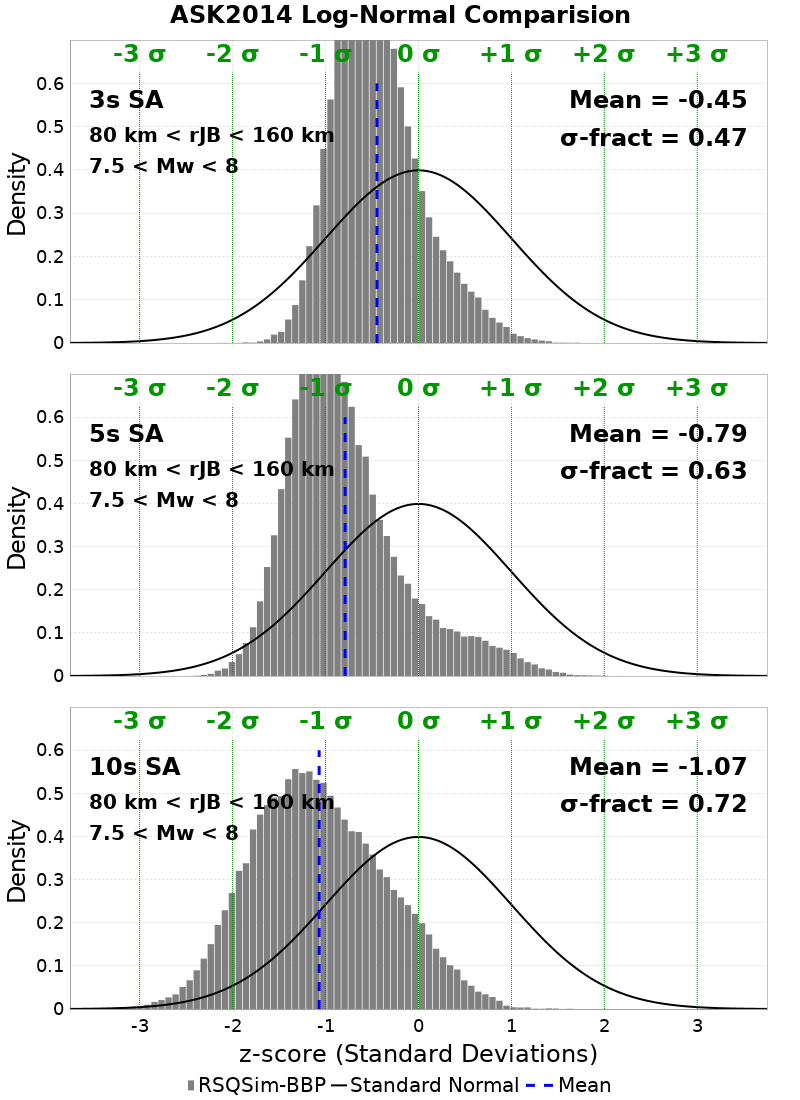 ASK2014 Log-Normal Comparision
-3 σ -2 σ -1 σ 0 σ +1 σ +2 σ +3 σ
3s SA
Mean = -0.45
80 km < rJB < 160 km
σ-fract = 0.47
7.5 < Mw < 8
Density
0.6
0.5
0.4
0.3
0.2
0.1
0
-3 σ -2 σ -1 σ 0 σ +1 σ +2 σ +3 σ
5s SA
Mean = -0.79
80 km < rJB < 160 km
σ-fract = 0.63
7.5 < Mw < 8
Density
0.6
0.5
0.4
0.3
0.2
0.1
0
-3 σ -2 σ -1 σ 0 σ +1 σ +2 σ +3 σ
10s SA
Mean = -1.07
80 km < rJB < 160 km
σ-fract = 0.72
7.5 < Mw < 8
Density
0.6
0.5
0.4
0.3
0.2
0.1
0
-3 -2 -1 0 1 2 3
z-score (Standard Deviations)
RSQSim-BBP Standard Normal Mean